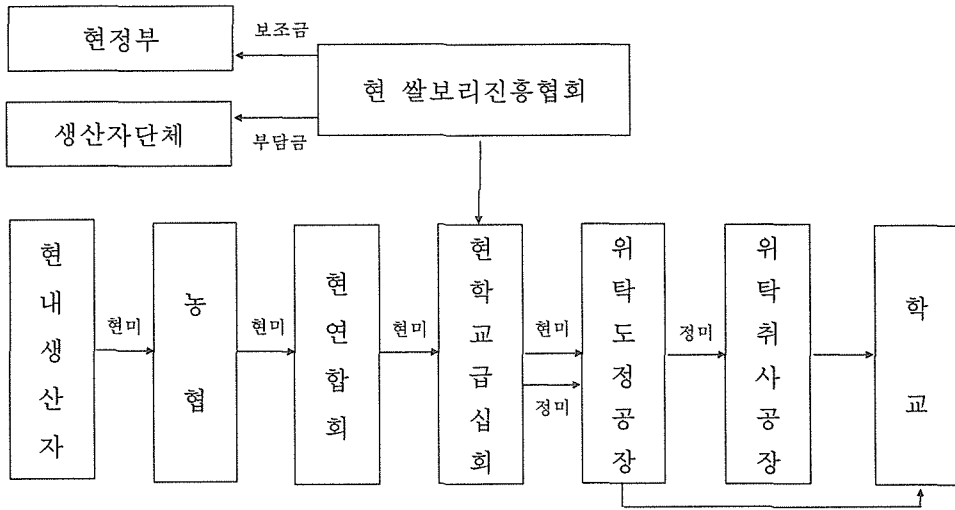 현정부
보조금
현 쌀보리진흥협회
생산자단체
부담금
현내생산자
현미
농협
현미
현연합회
현미
현학교급십회
현미
정미
위탁도정공장
정미
위탁취사공장
학교